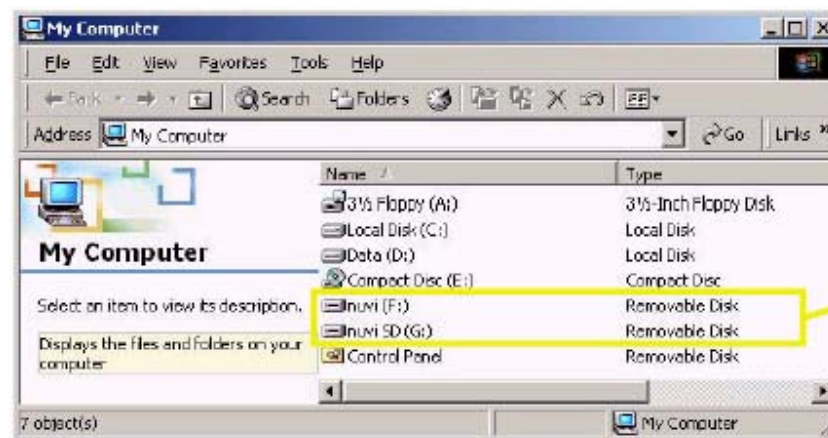 My Computer
File Edit View Favorites Tools Help
Back Search Folders
Address My Computer Go Links »
Name Type
3½ Floppy (A:) 3½-Inch Floppy Disk
Local Disk (C:) Local Disk
My Computer
Data (D:) Local Disk
Compact Disc (E:) Compact Disc
Select an item to view its description.
nuvi (F:) Removable Disk
nuvi SD (G:) Removable Disk
Displays the files and folders on your
computer
Control Panel Removable Disk
7 object(s) My Computer